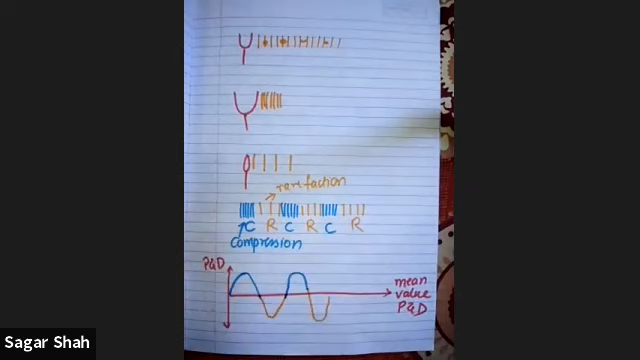 rarefaction
C R C R C R
compression
P&D
mean
value
P&D
Sagar Shah